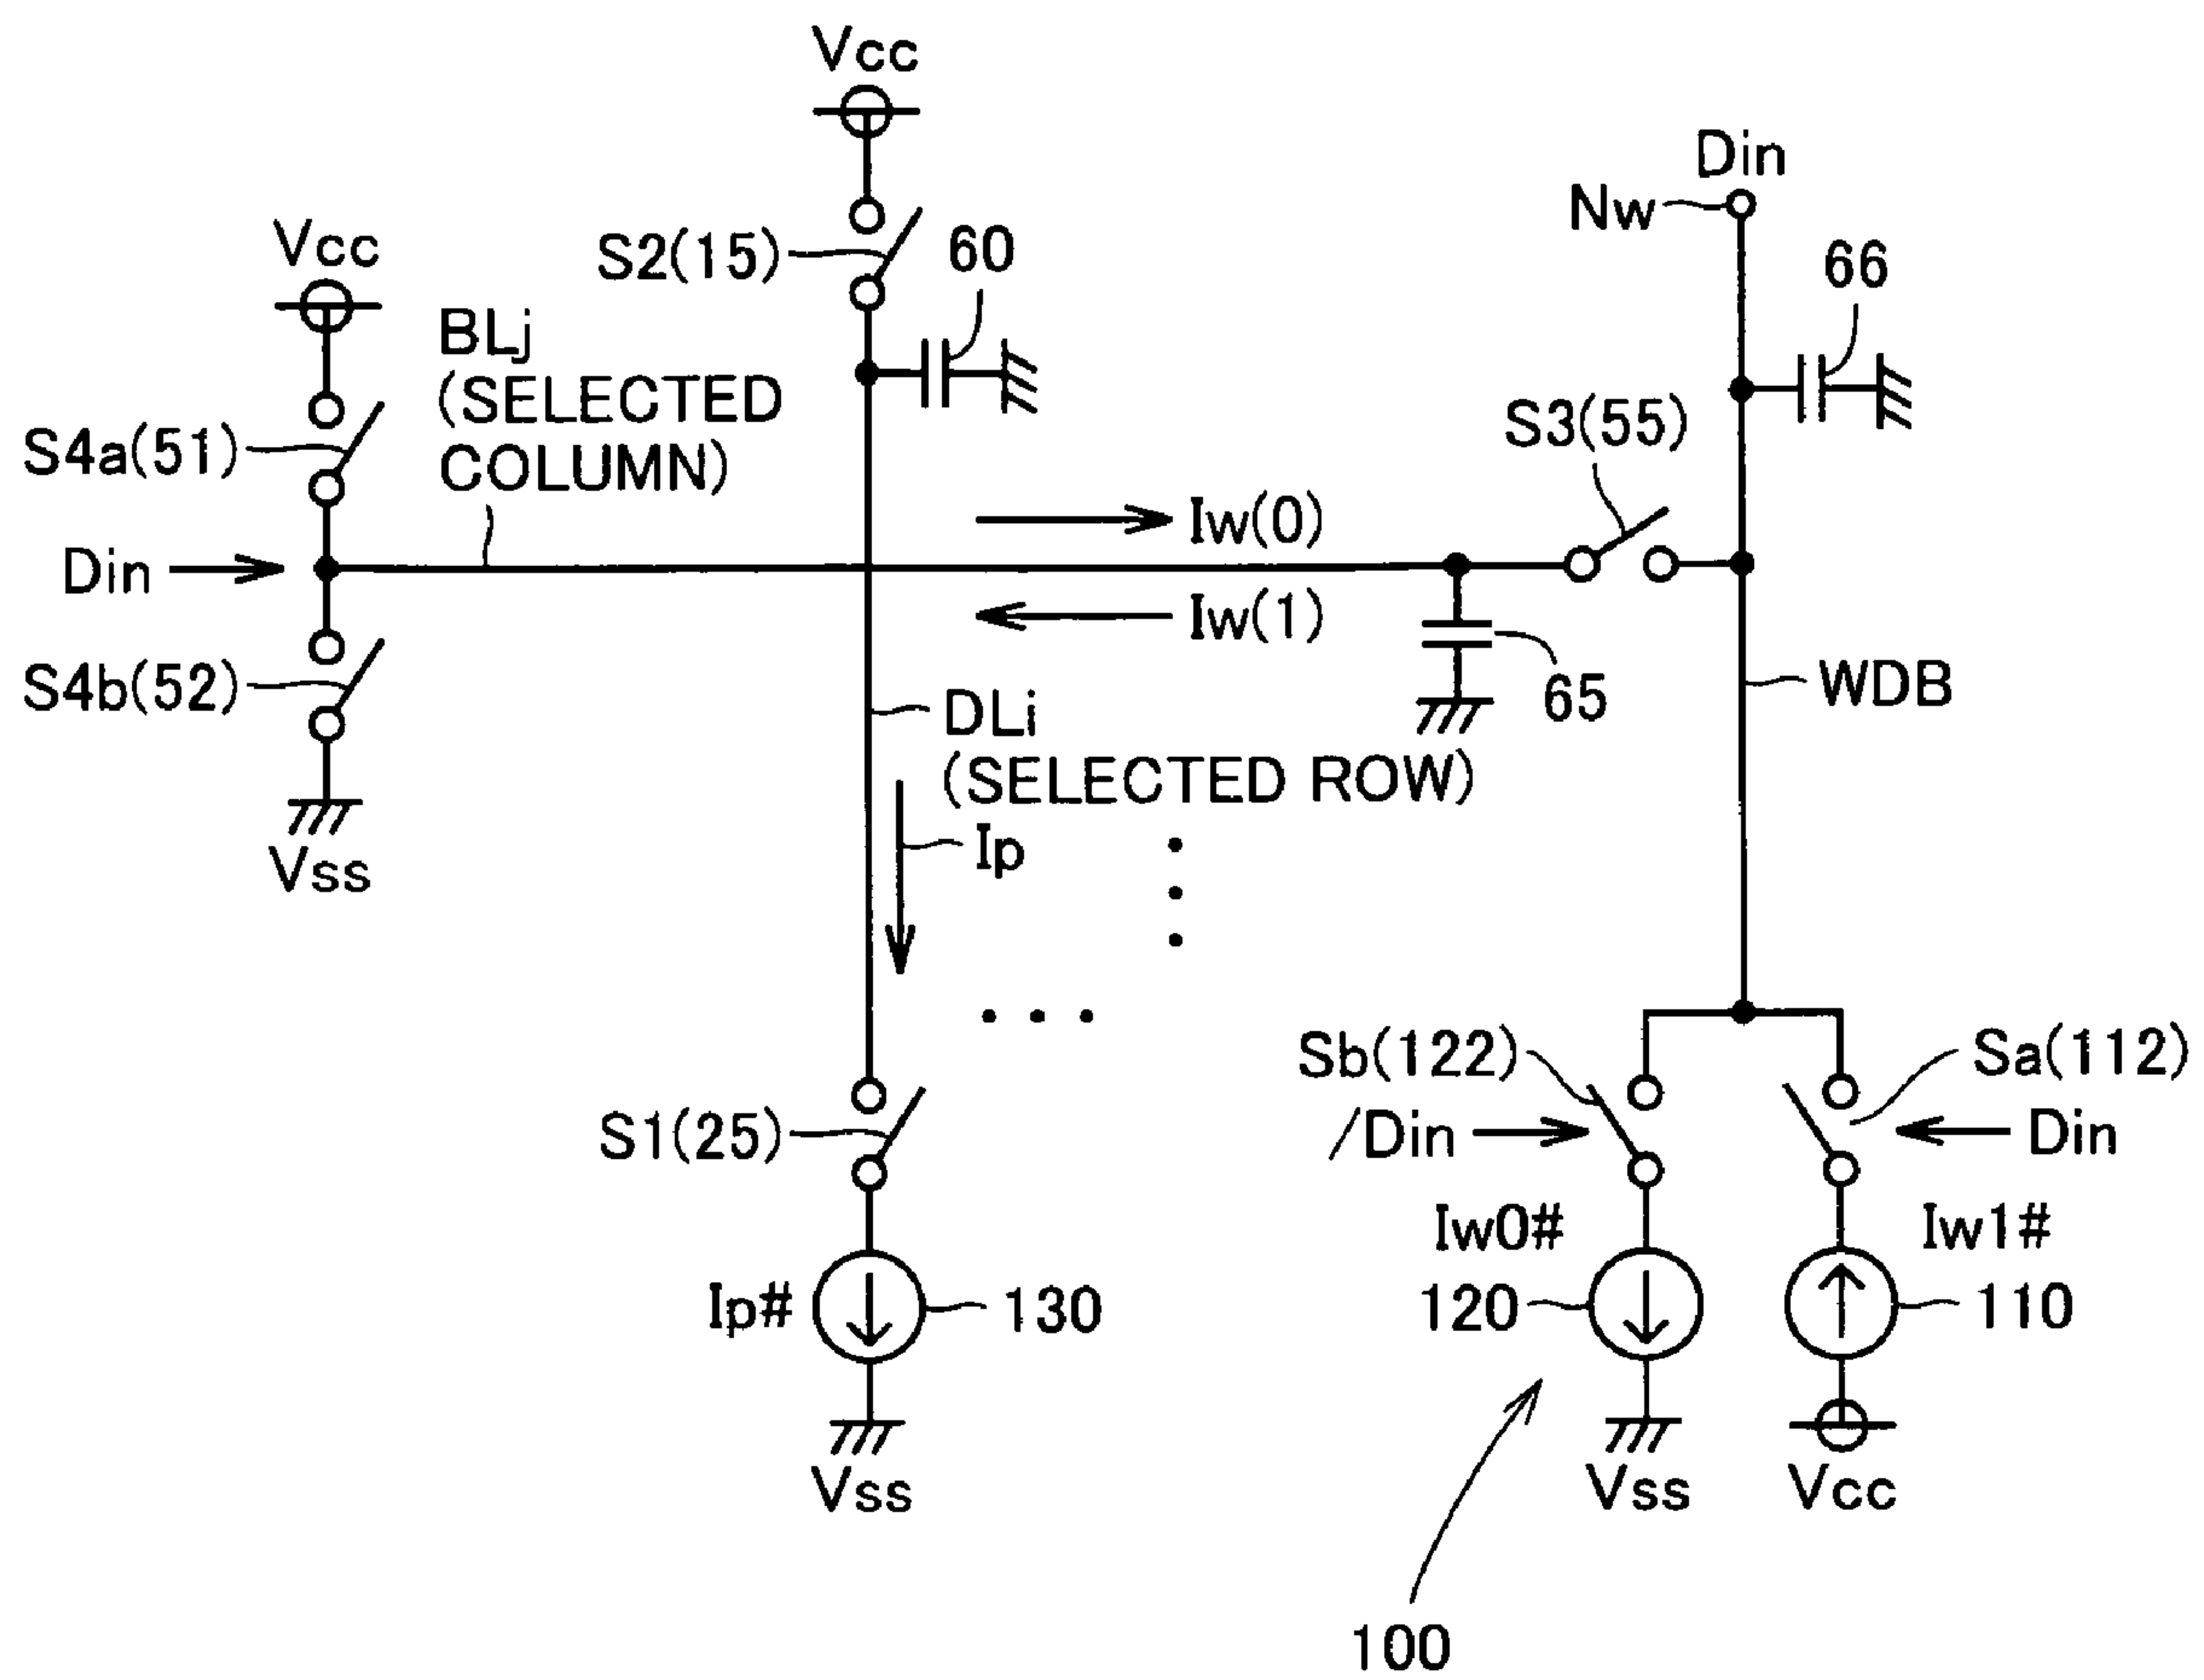 Vcc
Din
Nw
Vcc
S2(15)
60
66
BLj
(SELECTED
COLUMN)
S4a(51)
S3(55)
Iw(0)
Din
Iw(1)
S4b(52)
65
WDB
DLi
(SELECTED ROW)
Vss
Ip
Sb(122)
Sa(112)
S1(25)
/Din
Din
Iw0#
Iw1#
Ip#
130
120
110
Vss
Vss
Vcc
100